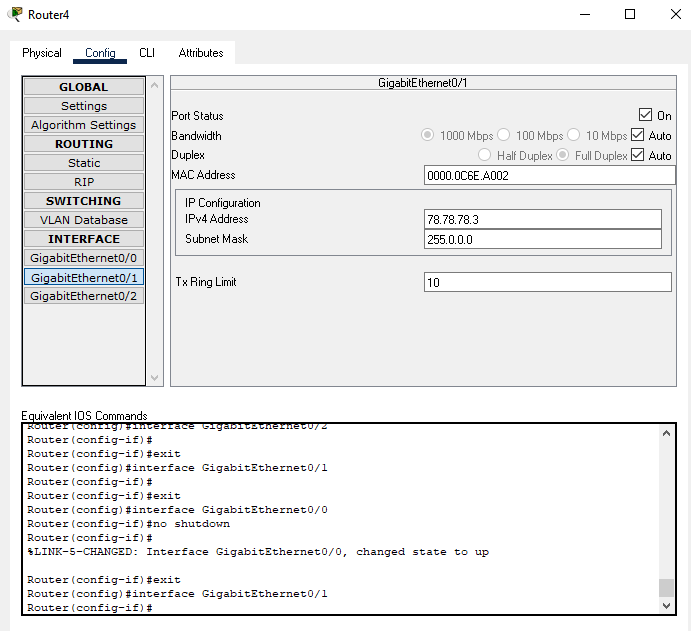 Router4
Physical Config CLI Attributes
GLOBAL
Settings
Algorithm Settings
ROUTING
Static
RIP
SWITCHING
VLAN Database
INTERFACE
GigabitEthernet0/0
GigabitEthernet0/1
GigabitEthernet0/2
GigabitEthernet0/1
Port Status On
Bandwidth 1000 Mbps 100 Mbps 10 Mbps Auto
Duplex Half Duplex Full Duplex Auto
MAC Address 0000.0C6E.A002
IP Configuration
IPv4 Address 78.78.78.3
Subnet Mask 255.0.0.0
Tx Ring Limit 10
Equivalent IOS Commands
Router(config)#interface GigabitEthernet0/2
Router(config-if)#
Router(config-if)#exit
Router(config)#interface GigabitEthernet0/1
Router(config-if)#
Router(config-if)#exit
Router(config)#interface GigabitEthernet0/0
Router(config-if)#no shutdown
Router(config-if)#
%LINK-5-CHANGED: Interface GigabitEthernet0/0, changed state to up
Router(config-if)#exit
Router(config)#interface GigabitEthernet0/1
Router(config-if)#